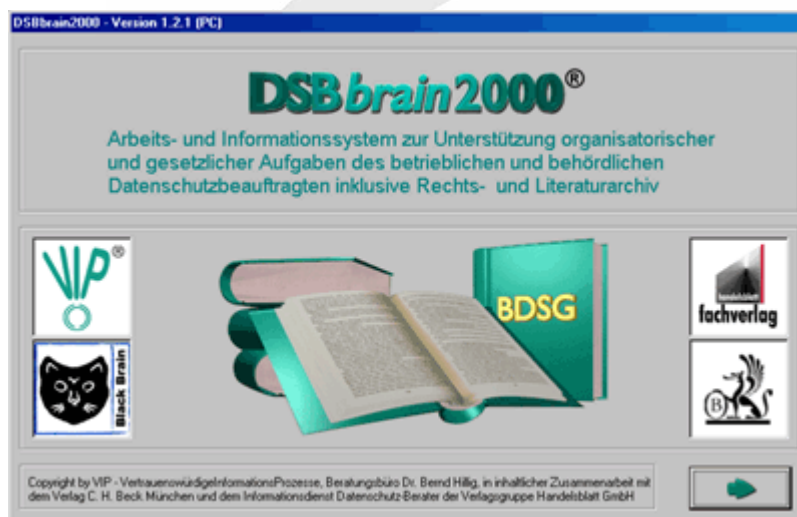 DSBbrain2000 - Version 1.2.1 (PC)
DSBbrain2000®
Arbeits- und Informationssystem zur Unterstützung organisatorischer
und gesetzlicher Aufgaben des betrieblichen und behördlichen
Datenschutzbeauftragten inklusive Rechts- und Literaturarchiv
VIP®
BDSG
handelsblatt
fachverlag
Black Brain
B
Copyright by VIP - VertrauenswürdigeInformationsProzesse, Beratungsbüro Dr. Bernd Hillig, in inhaltlicher Zusammenarbeit mit
dem Verlag C. H. Beck München und dem Informationsdienst Datenschutz-Berater der Verlagsgruppe Handelsblatt GmbH